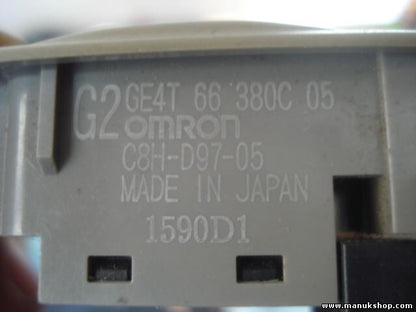 G2 GE4T 66 380C 05
omron
C8H-D97-05
MADE IN JAPAN
1590D1
www.manukshop.com